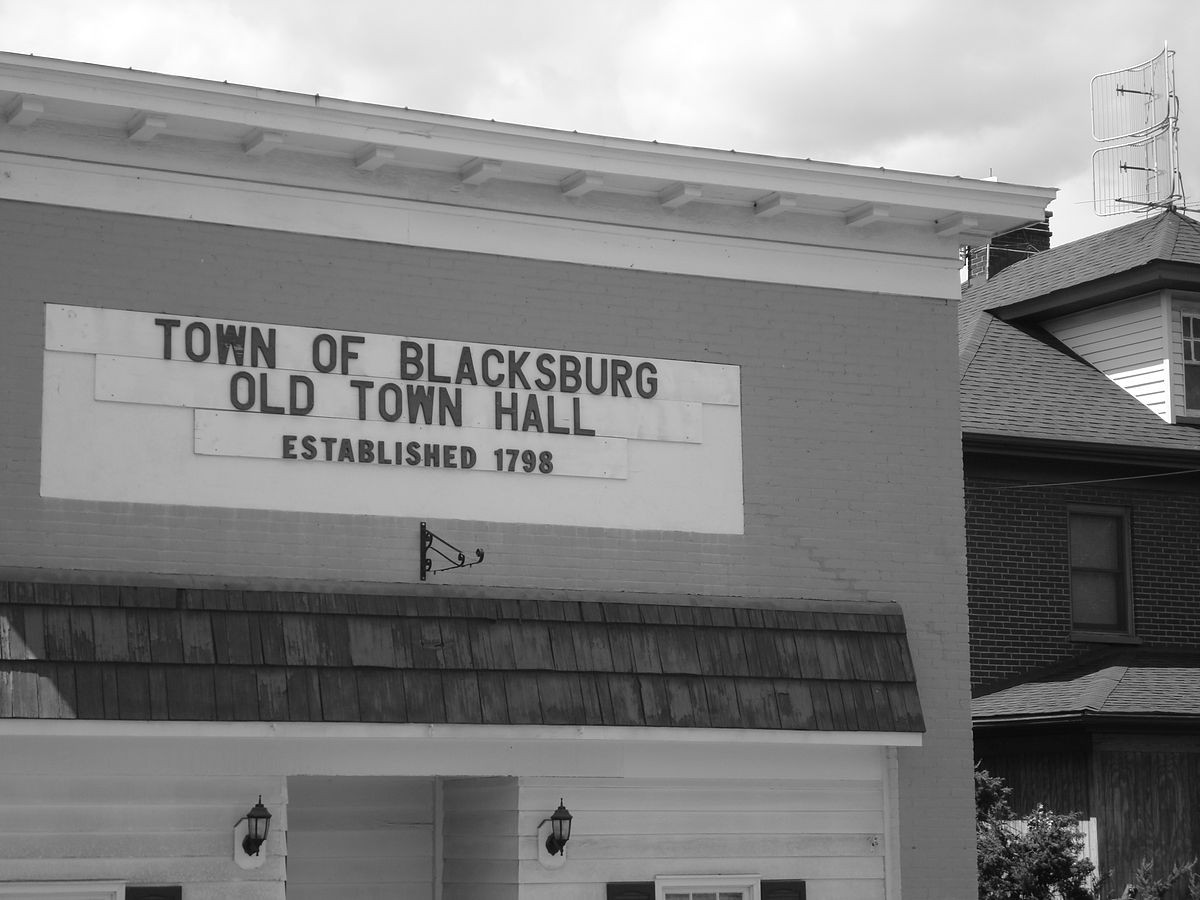 TOWN OF BLACKSBURG
OLD TOWN HALL
ESTABLISHED 1798